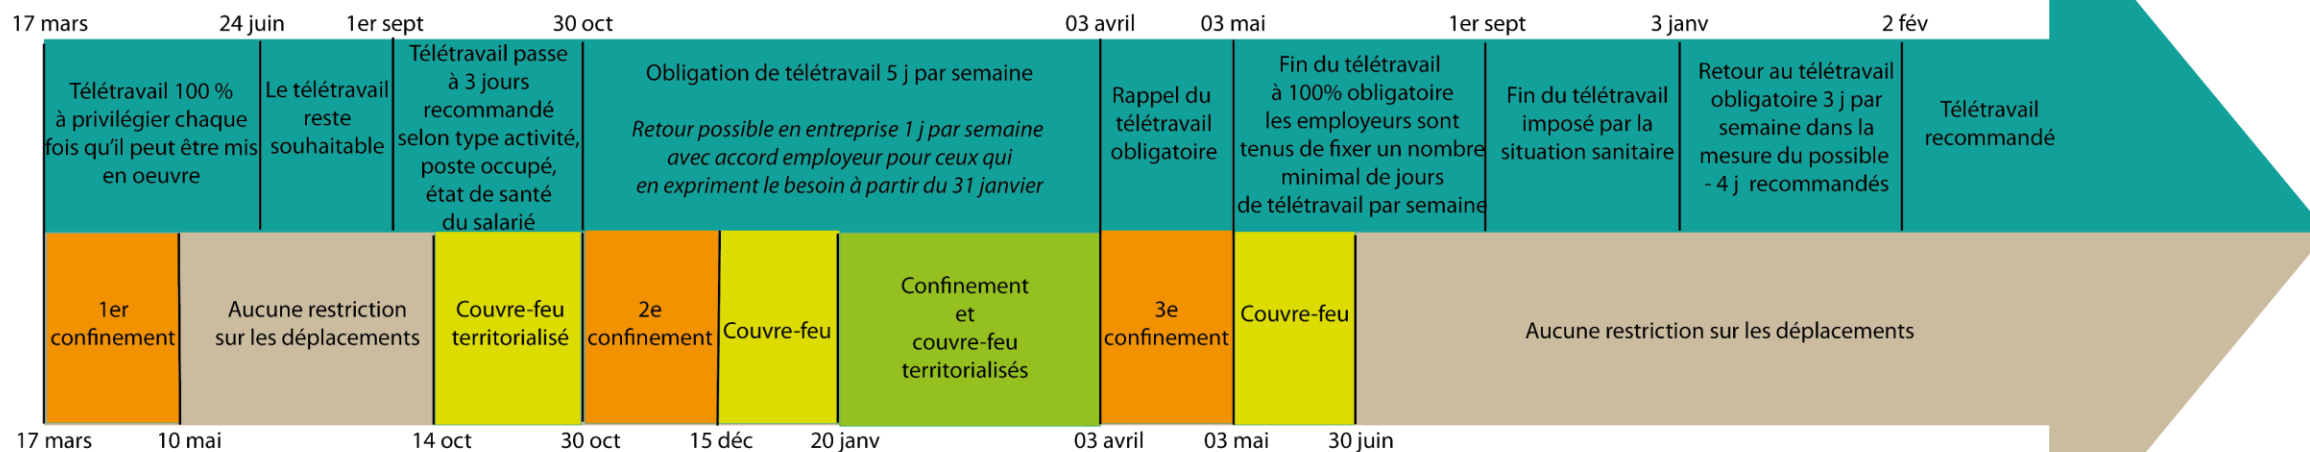 17 mars
24 juin
1er sept
30 oct
03 avril
03 mai
1er sept
3 janv
2 fév
Télétravail 100 %
à privilégier chaque
fois qu'il peut être mis
en oeuvre
Le télétravail
reste
souhaitable
Télétravail passe
à 3 jours
recommandé
selon type activité,
poste occupé,
état de santé
du salarié
Obligation de télétravail 5 j par semaine
Retour possible en entreprise 1 j par semaine
avec accord employeur pour ceux qui
en expriment le besoin à partir du 31 janvier
Rappel du
télétravail
obligatoire
Fin du télétravail
à 100% obligatoire
les employeurs sont
tenus de fixer un nombre
minimal de jours
de télétravail par semaine
Fin du télétravail
imposé par la
situation sanitaire
Retour au télétravail
obligatoire 3 j par
semaine dans la
mesure du possible
- 4 j recommandés
Télétravail
recommandé
1er
confinement
Aucune restriction
sur les déplacements
Couvre-feu
territorialisé
2e
confinement
Couvre-feu
Confinement
et
couvre-feu
territorialisés
3e
confinement
Couvre-feu
Aucune restriction sur les déplacements
17 mars
10 mai
14 oct
30 oct
15 déc
20 janv
03 avril
03 mai
30 juin